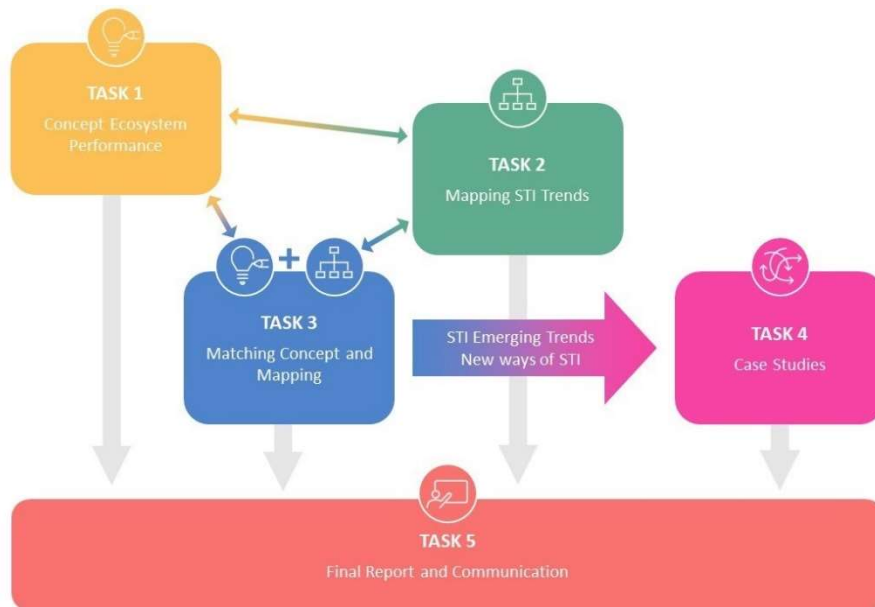 TASK 1
Concept Ecosystem
Performance
TASK 2
Mapping STI Trends
+
TASK 3
Matching Concept and
Mapping
STI Emerging Trends
New ways of STI
TASK 4
Case Studies
TASK 5
Final Report and Communication